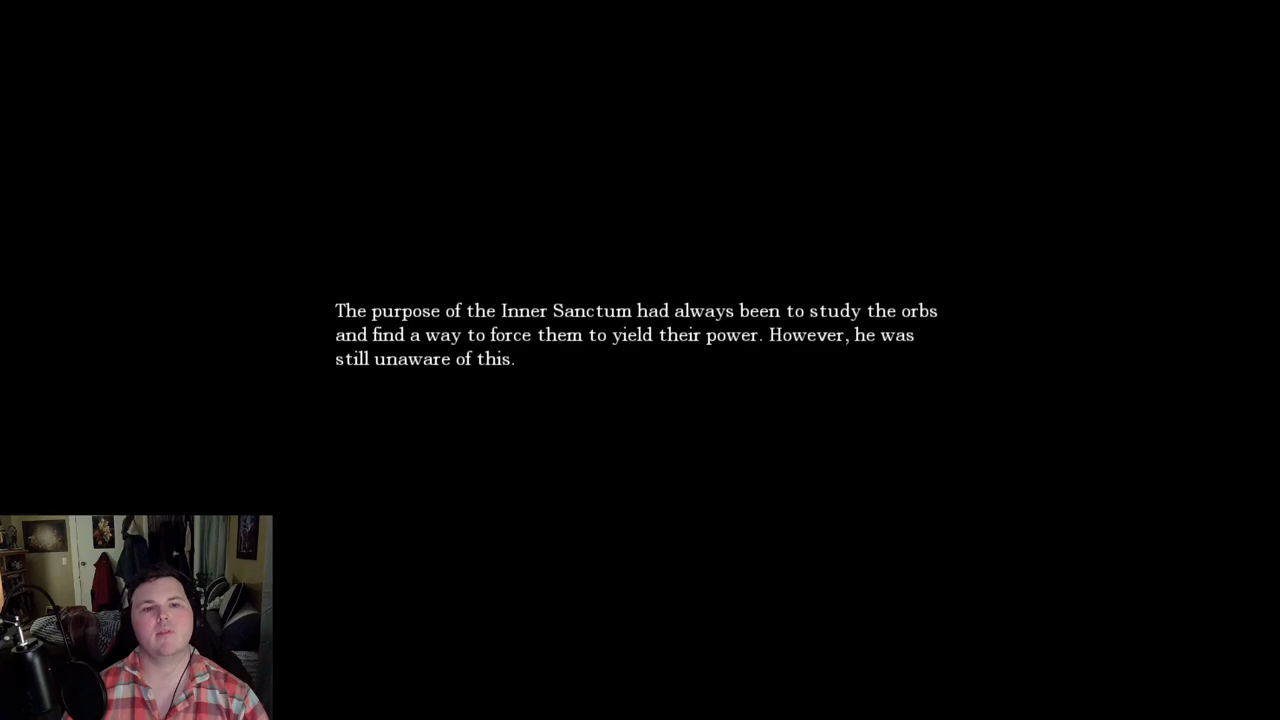 The purpose of the Inner Sanctum had always been to study the orbs
and find a way to force them to yield their power. However, he was
still unaware of this.